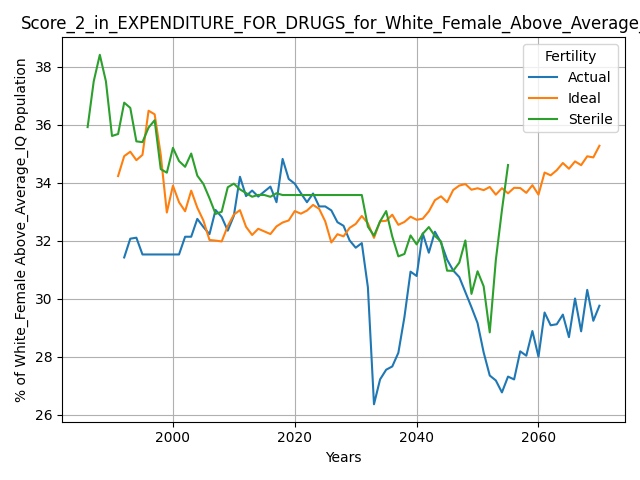 Score_2_in_EXPENDITURE_FOR_DRUGS_for_White_Female_Above_Average_
% of White_Female Above_Average_IQ Population
38
36
34
32
30
28
26
Fertility
Actual
Ideal
Sterile
2000 2020 2040 2060
Years